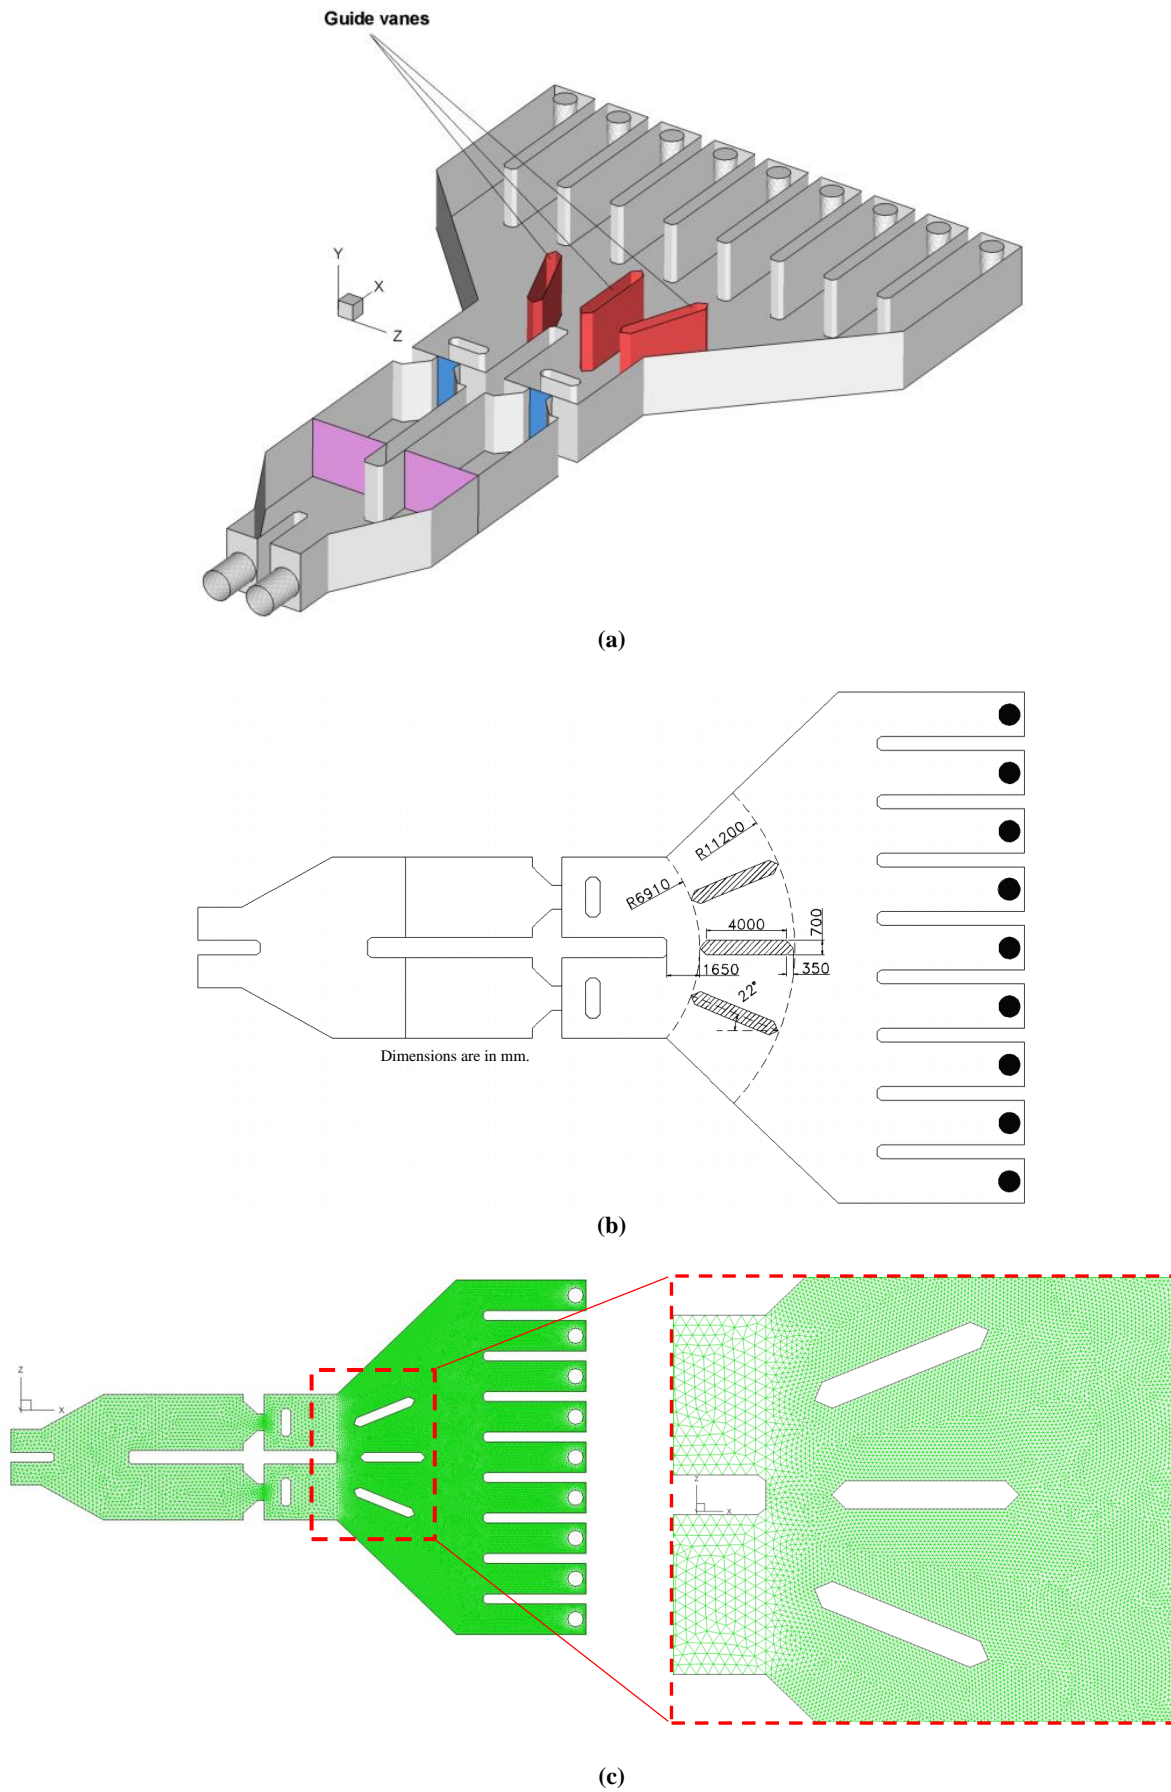 Guide vanes
Y
X
Z
(a)
R11200
R6910
4000
700
1650
350
22°
Dimensions are in mm.
(b)
Z
X
Z
X
(c)